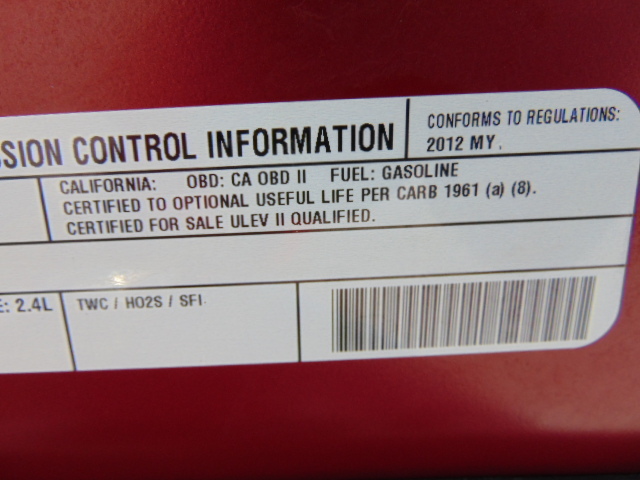 SSION CONTROL INFORMATION
CONFORMS TO REGULATIONS:
2012 MY.
CALIFORNIA: OBD: CA OBD II FUEL: GASOLINE
CERTIFIED TO OPTIONAL USEFUL LIFE PER CARB 1961 (a) (8).
CERTIFIED FOR SALE ULEV II QUALIFIED.
E: 2.4L
TWC / HO2S / SFI